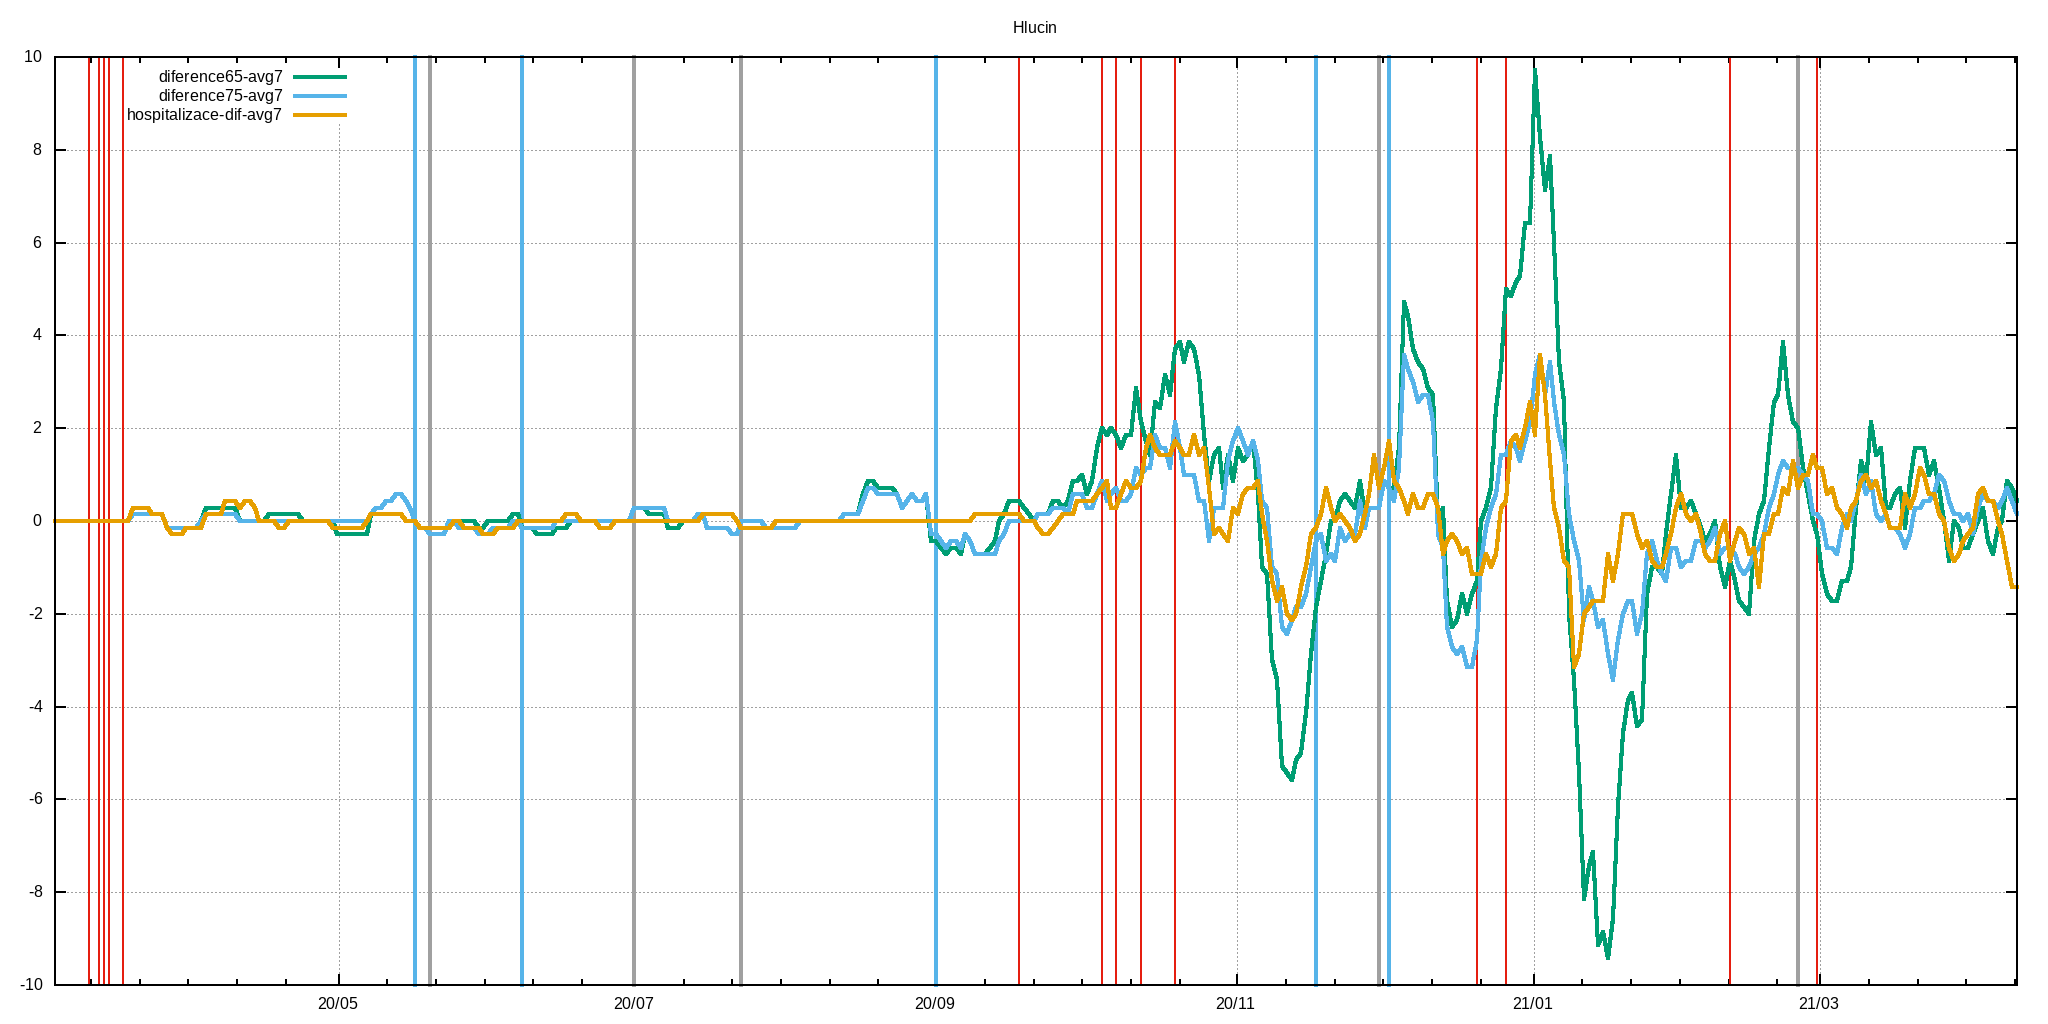 Hlucin
10
diference65-avg7
diference75-avg7
hospitalizace-dif-avg7
8
6
4
2
0
-2
-4
-6
-8
-10
20/05 20/07 20/09 20/11 21/01 21/03